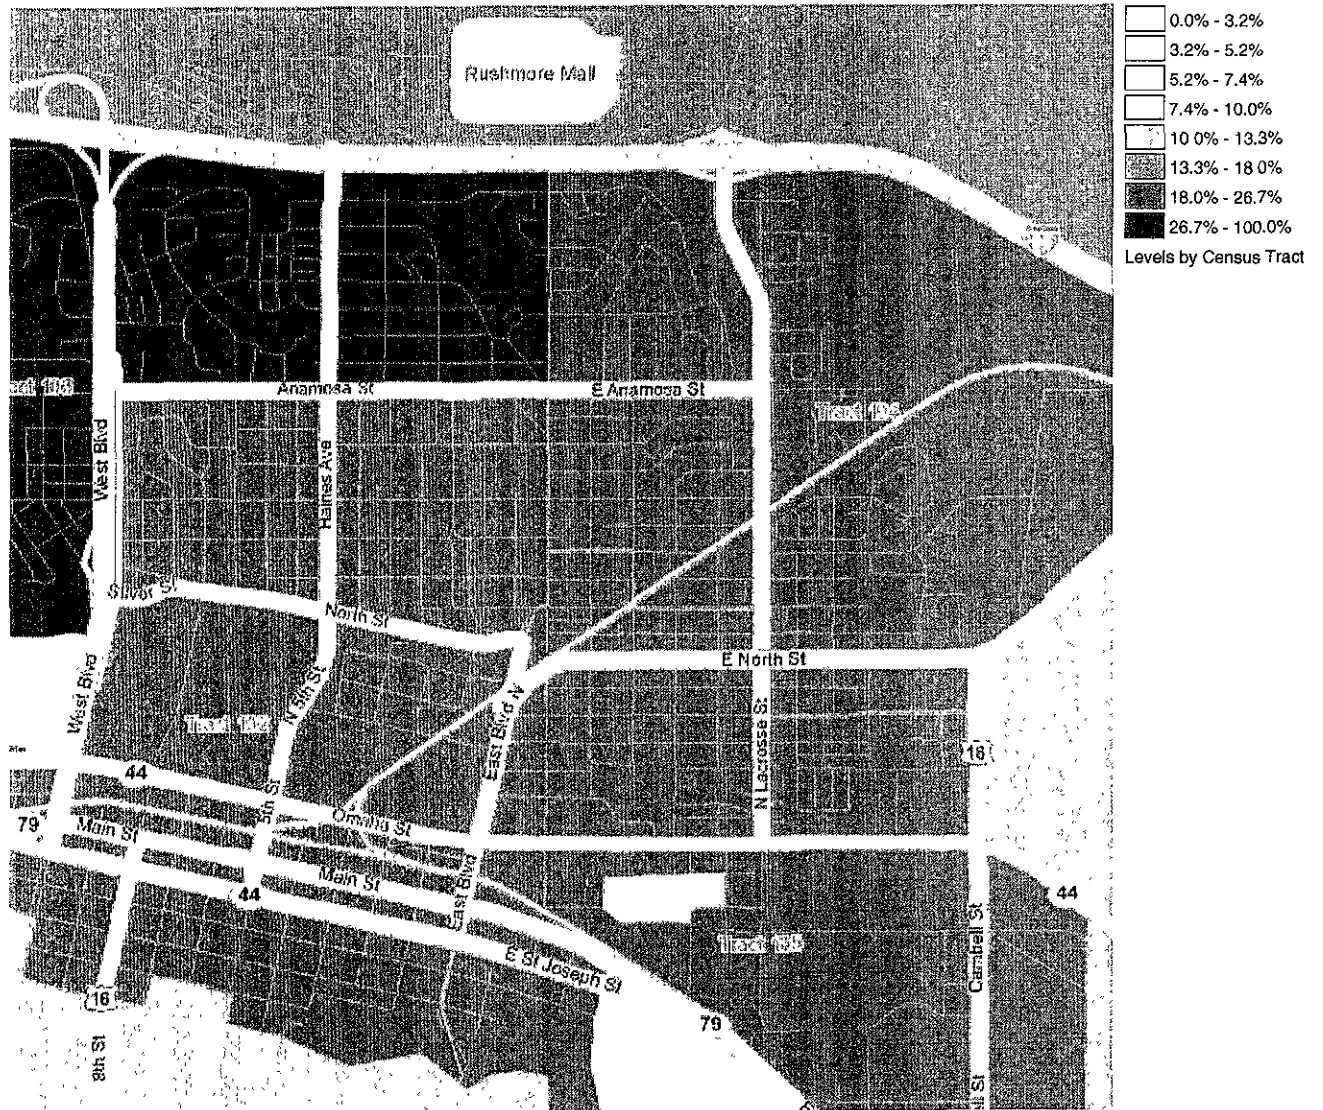 Rushmore Mall
0.0% - 3.2%
3.2% - 5.2%
5.2% - 7.4%
7.4% - 10.0%
10 0% - 13.3%
13.3% - 18 0%
18.0% - 26.7%
26.7% - 100.0%
Levels by Census Tract
Anamosa St
E Anamosa St
West Blvd
Haines Ave
Silver St
North St
E North St
West Blvd
Tract 102
N 5th St
East Blvd N
N Lacrosse St
16
44
5th St
Omaha St
79
Main St
Main St
44
East Blvd
44
Tract 105
Campbell St
E St Joseph St
16
79
8th St